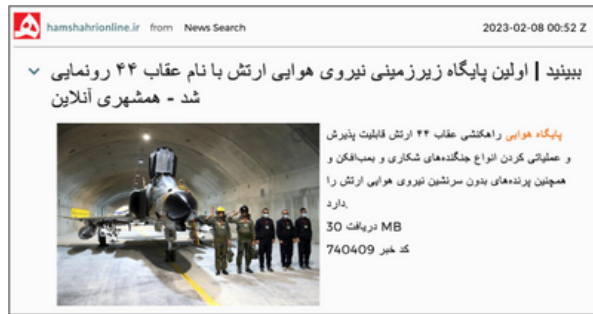 hamshahrionline.ir from News Search 2023-02-08 00:52 Z
ببینید | اولین پایگاه زیرزمینی نیروی هوایی ارتش با نام عقاب ۴۴ رونمایی
شد - همشهری آنلاین
پایگاه هوایی راهکنشی عقاب ۴۴ ارتش قابلیت پذیرش
و عملیاتی کردن انواع جنگنده‌های شکاری و بمب‌افکن و
همچنین پرنده‌های بدون سرنشین نیروی هوایی ارتش را
دارد.
30 دریافت MB
کد خبر 740409